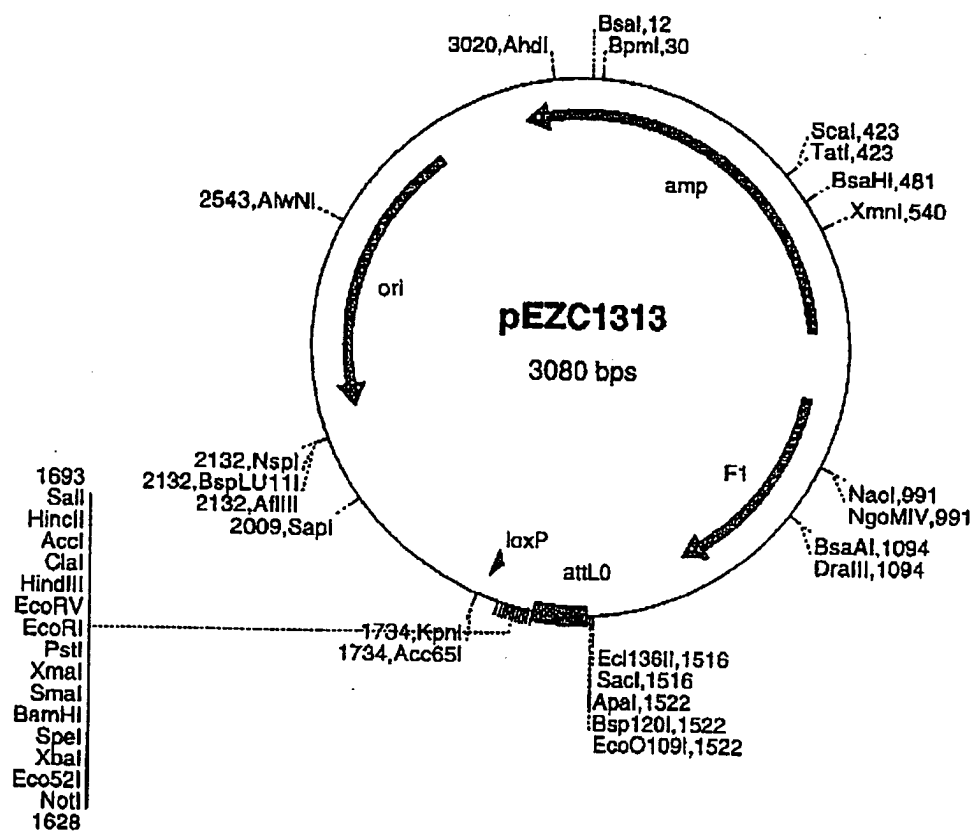 BsaI,12
3020,AhdI
BpmI,30
ScaI,423
TatI,423
BsaHI,481
XmnI,540
amp
2543,AlwNI
ori
pEZC1313
3080 bps
F1
NaoI,991
NgoMIV,991
BsaAI,1094
DraIII,1094
2132,NspI
2132,BspLU11I
2132,AflIII
2009,SapI
loxP
attL0
1734,KpnI
1734,Acc65I
Ecl136II,1516
SacI,1516
ApaI,1522
Bsp120I,1522
EcoO109I,1522
1693
SalI
HincII
AccI
ClaI
HindIII
EcoRV
EcoRI
PstI
XmaI
SmaI
BamHI
SpeI
XbaI
Eco52I
NotI
1628